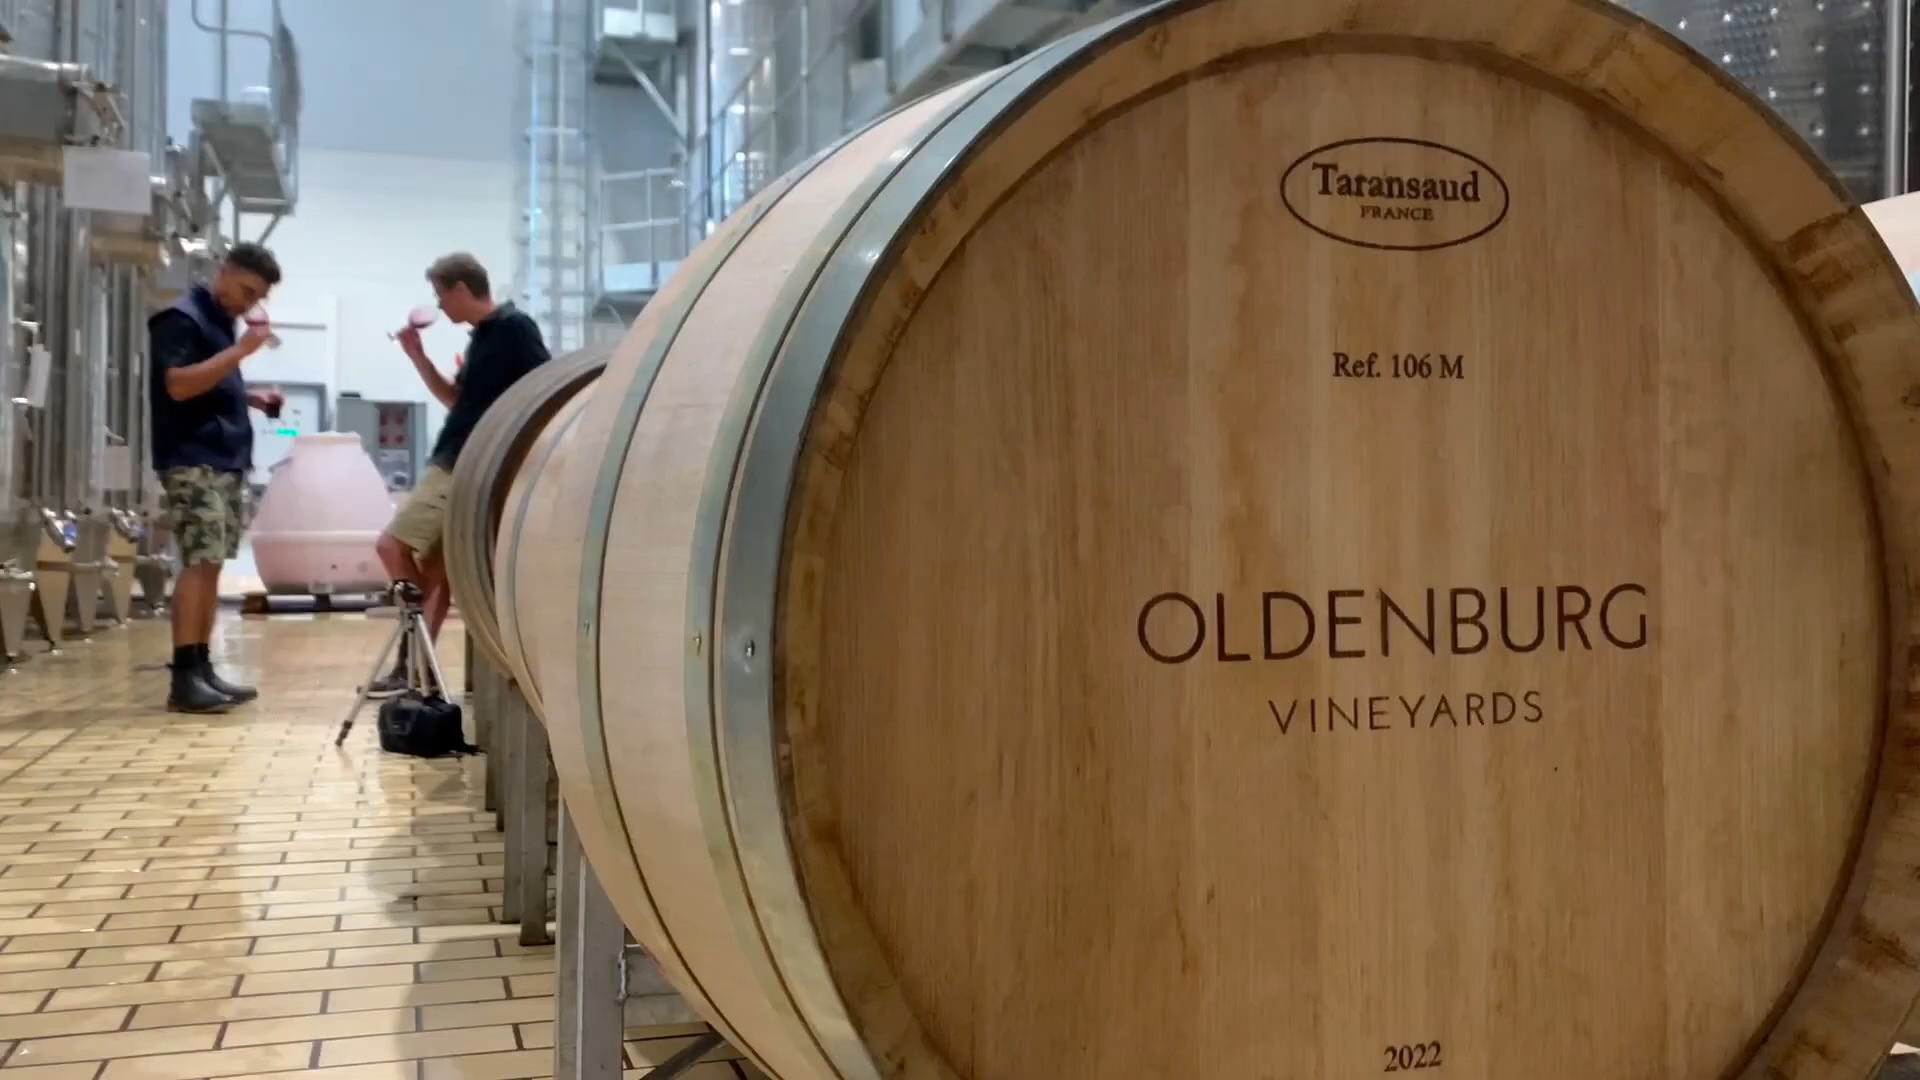 Taransaud
FRANCE
Ref. 106 M
OLDENBURG
VINEYARDS
2022